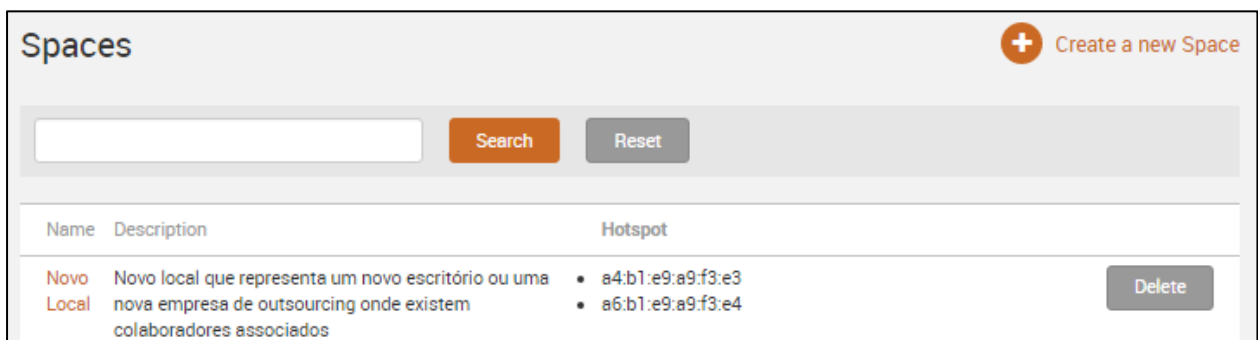 Spaces
Create a new Space
Search Reset
Name Description Hotspot
Novo Novo local que representa um novo escritório ou uma • a4:b1:e9:a9:f3:e3 Delete
Local nova empresa de outsourcing onde existem • a6:b1:e9:a9:f3:e4
colaboradores associados